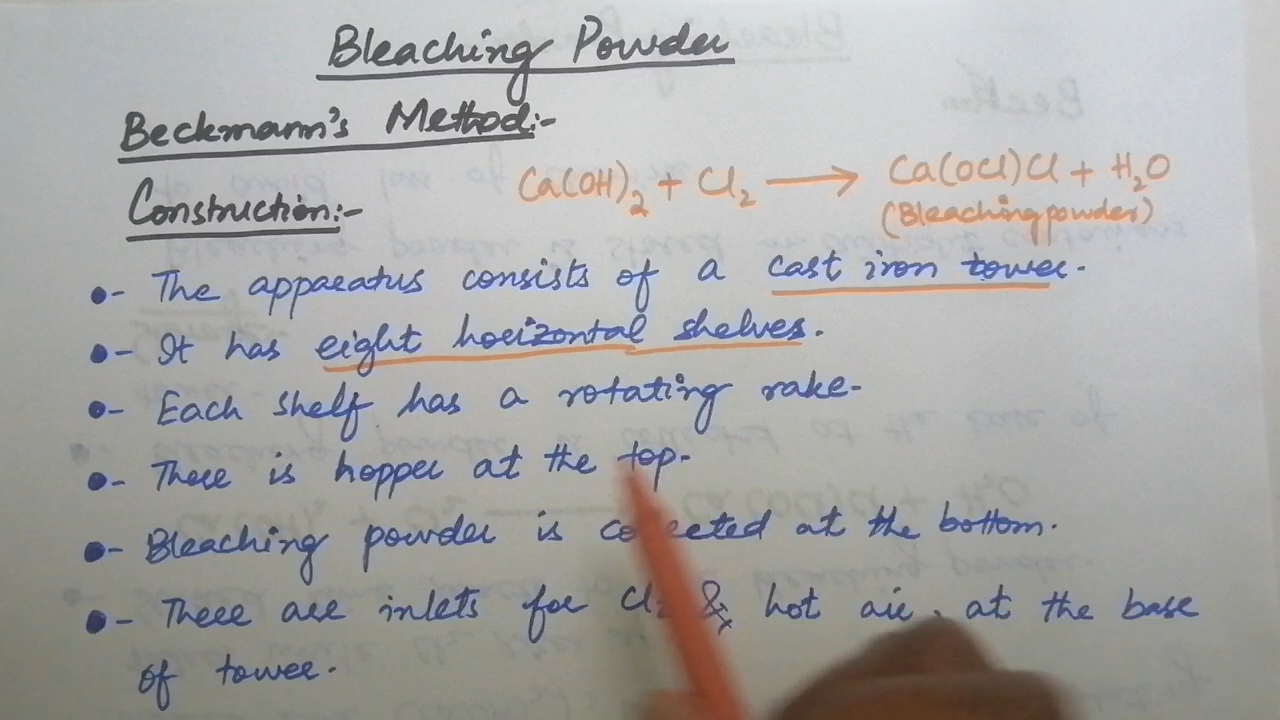 Bleaching Powder
Beckmann's Method:-
Construction:-
Ca(OH)₂ + Cl₂ → Ca(OCl)Cl + H₂O
(Bleaching powder)
•- The apparatus consists of a cast iron tower.
•- It has eight horizontal shelves.
•- Each shelf has a rotating rake.
•- There is hopper at the top.
•- Bleaching powder is collected at the bottom.
•- There are inlets for Cl₂ & hot air at the base
of tower.